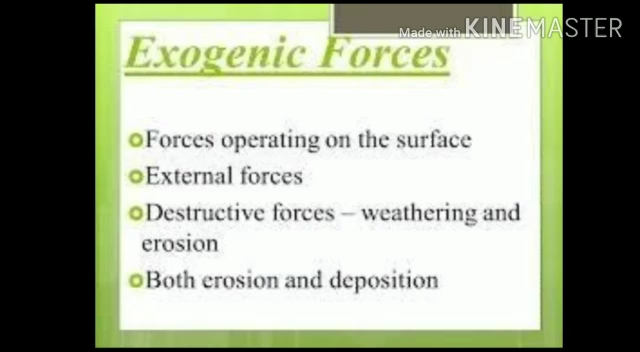 Made with KINEMASTER
Exogenic Forces
Forces operating on the surface
External forces
Destructive forces – weathering and
erosion
Both erosion and deposition